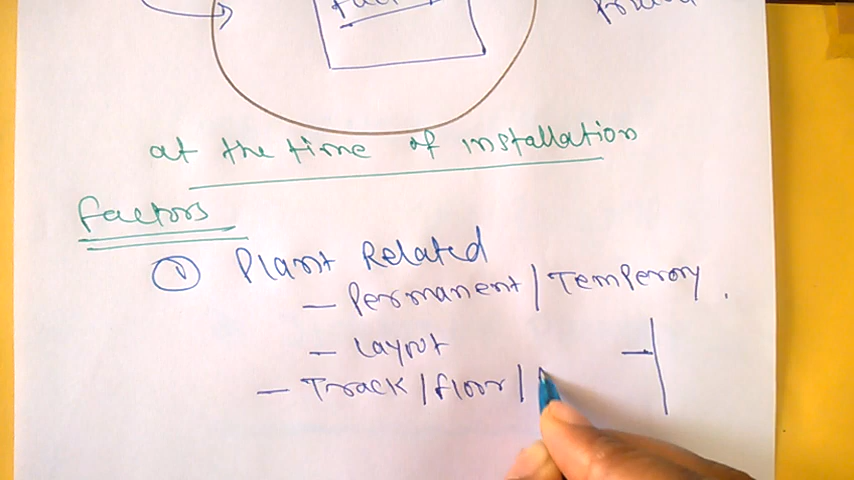 at the time of installation
Factors
① Plant Related
- Permanent / Temperory.
- Layout
- Track / floor /